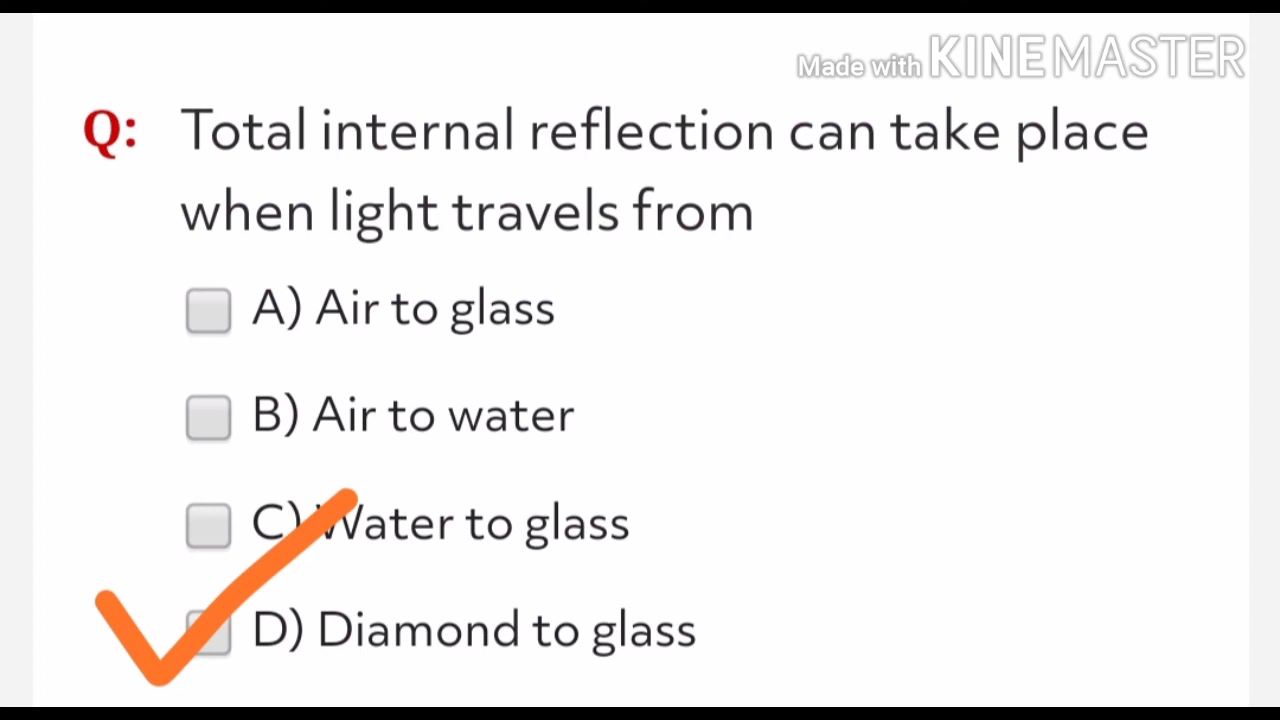 Made with KINEMASTER
Q: Total internal reflection can take place
when light travels from
A) Air to glass
B) Air to water
C) Water to glass
D) Diamond to glass